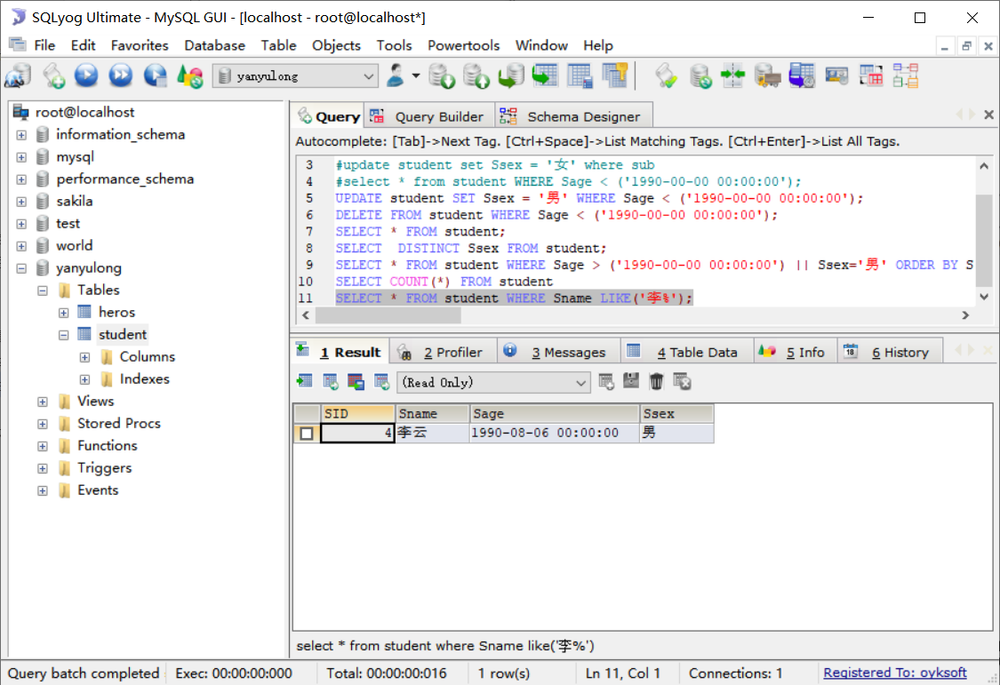 SQLyog Ultimate - MySQL GUI - [localhost - root@localhost*]
File Edit Favorites Database Table Objects Tools Powertools Window Help
yanyulong
root@localhost
information_schema
mysql
performance_schema
sakila
test
world
yanyulong
Tables
heros
student
Columns
Indexes
Views
Stored Procs
Functions
Triggers
Events
Query Query Builder Schema Designer
Autocomplete: [Tab]->Next Tag. [Ctrl+Space]->List Matching Tags. [Ctrl+Enter]->List All Tags.
3 #update student set Ssex = '女' where sub
4 #select * from student WHERE Sage < ('1990-00-00 00:00:00');
5 UPDATE student SET Ssex = '男' WHERE Sage < ('1990-00-00 00:00:00');
6 DELETE FROM student WHERE Sage < ('1990-00-00 00:00:00');
7 SELECT * FROM student;
8 SELECT DISTINCT Ssex FROM student;
9 SELECT * FROM student WHERE Sage > ('1990-00-00 00:00:00') || Ssex='男' ORDER BY S
10 SELECT COUNT(*) FROM student
11 SELECT * FROM student WHERE Sname LIKE('李%');
1 Result 2 Profiler 3 Messages 4 Table Data 5 Info 18 6 History
(Read Only)
SID Sname Sage Ssex
4 李云 1990-08-06 00:00:00 男
select * from student where Sname like('李%')
Query batch completed Exec: 00:00:00:000 Total: 00:00:00:016 1 row(s) Ln 11, Col 1 Connections: 1 Registered To: oyksoft